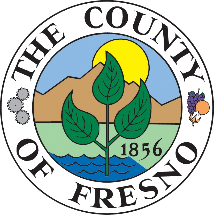 THE COUNTY
OF FRESNO
1856